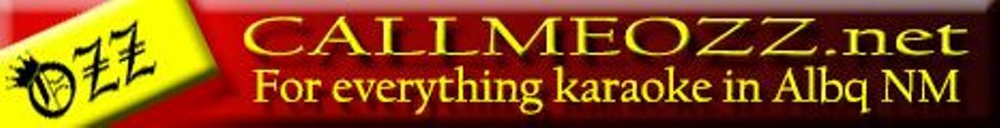 OZZ
CALLMEOZZ.net
For everything karaoke in Albq NM